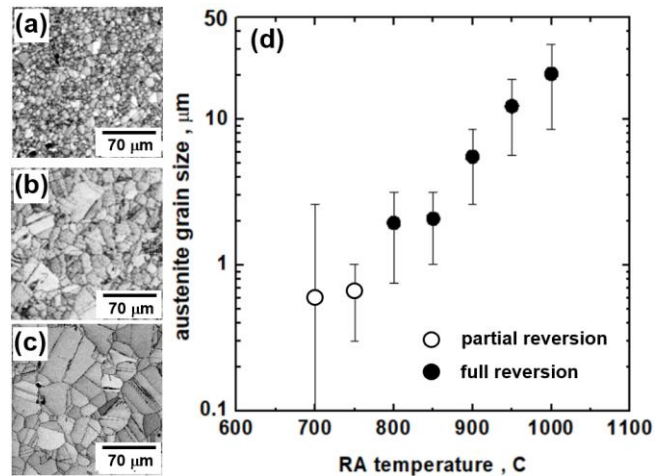 (a)
70 μm
(b)
70 μm
(c)
70 μm
(d)
austenite grain size , μm
50
10
1
0.1
partial reversion
full reversion
600 700 800 900 1000 1100
RA temperature , C